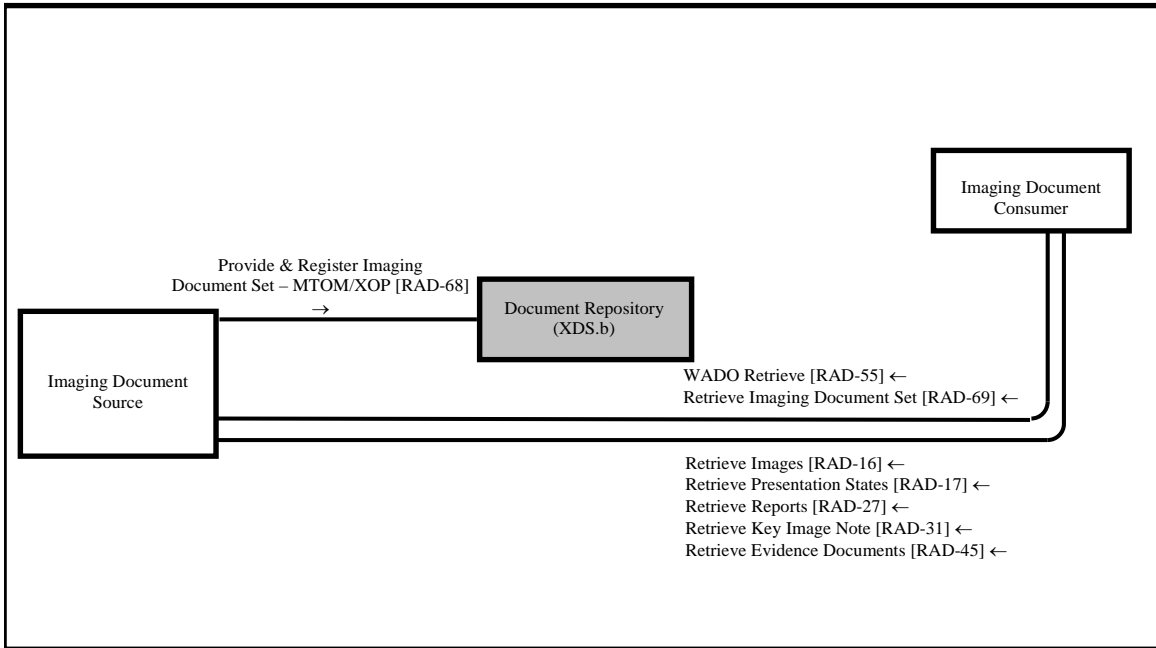 Imaging Document
Consumer
Provide & Register Imaging
Document Set – MTOM/XOP [RAD-68]
→
Document Repository
(XDS.b)
Imaging Document
Source
WADO Retrieve [RAD-55] ←
Retrieve Imaging Document Set [RAD-69] ←
Retrieve Images [RAD-16] ←
Retrieve Presentation States [RAD-17] ←
Retrieve Reports [RAD-27] ←
Retrieve Key Image Note [RAD-31] ←
Retrieve Evidence Documents [RAD-45] ←